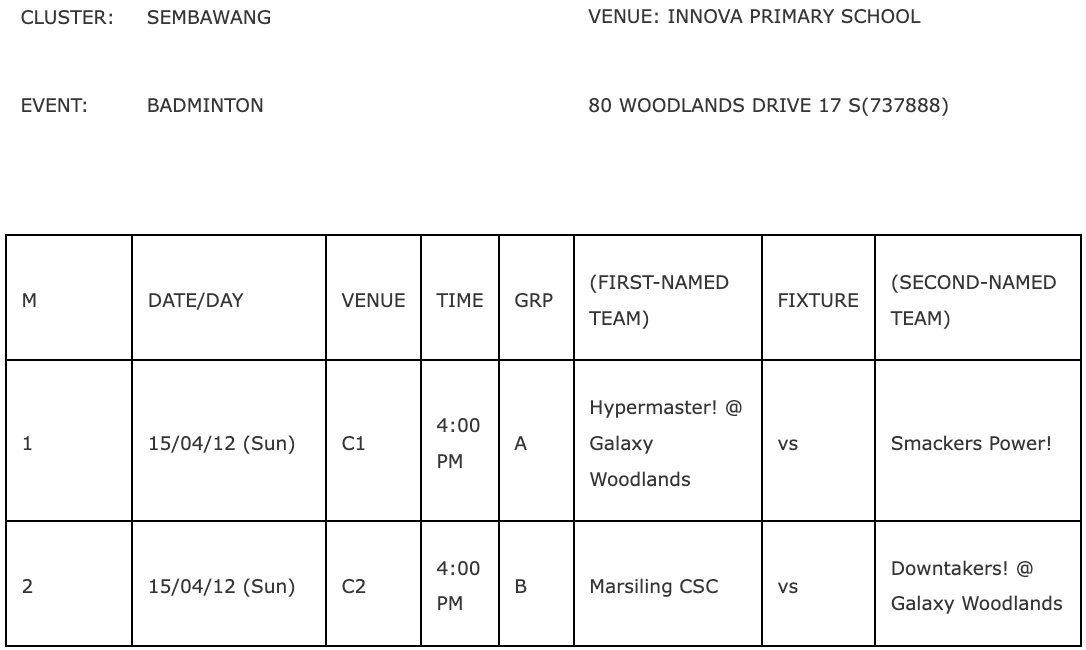 CLUSTER: SEMBAWANG VENUE: INNOVA PRIMARY SCHOOL
EVENT: BADMINTON 80 WOODLANDS DRIVE 17 S(737888)
M DATE/DAY VENUE TIME GRP (FIRST-NAMED TEAM) FIXTURE (SECOND-NAMED TEAM)
1 15/04/12 (Sun) C1 4:00 PM A Hypermaster! @ Galaxy Woodlands vs Smackers Power!
2 15/04/12 (Sun) C2 4:00 PM B Marsiling CSC vs Downtakers! @ Galaxy Woodlands